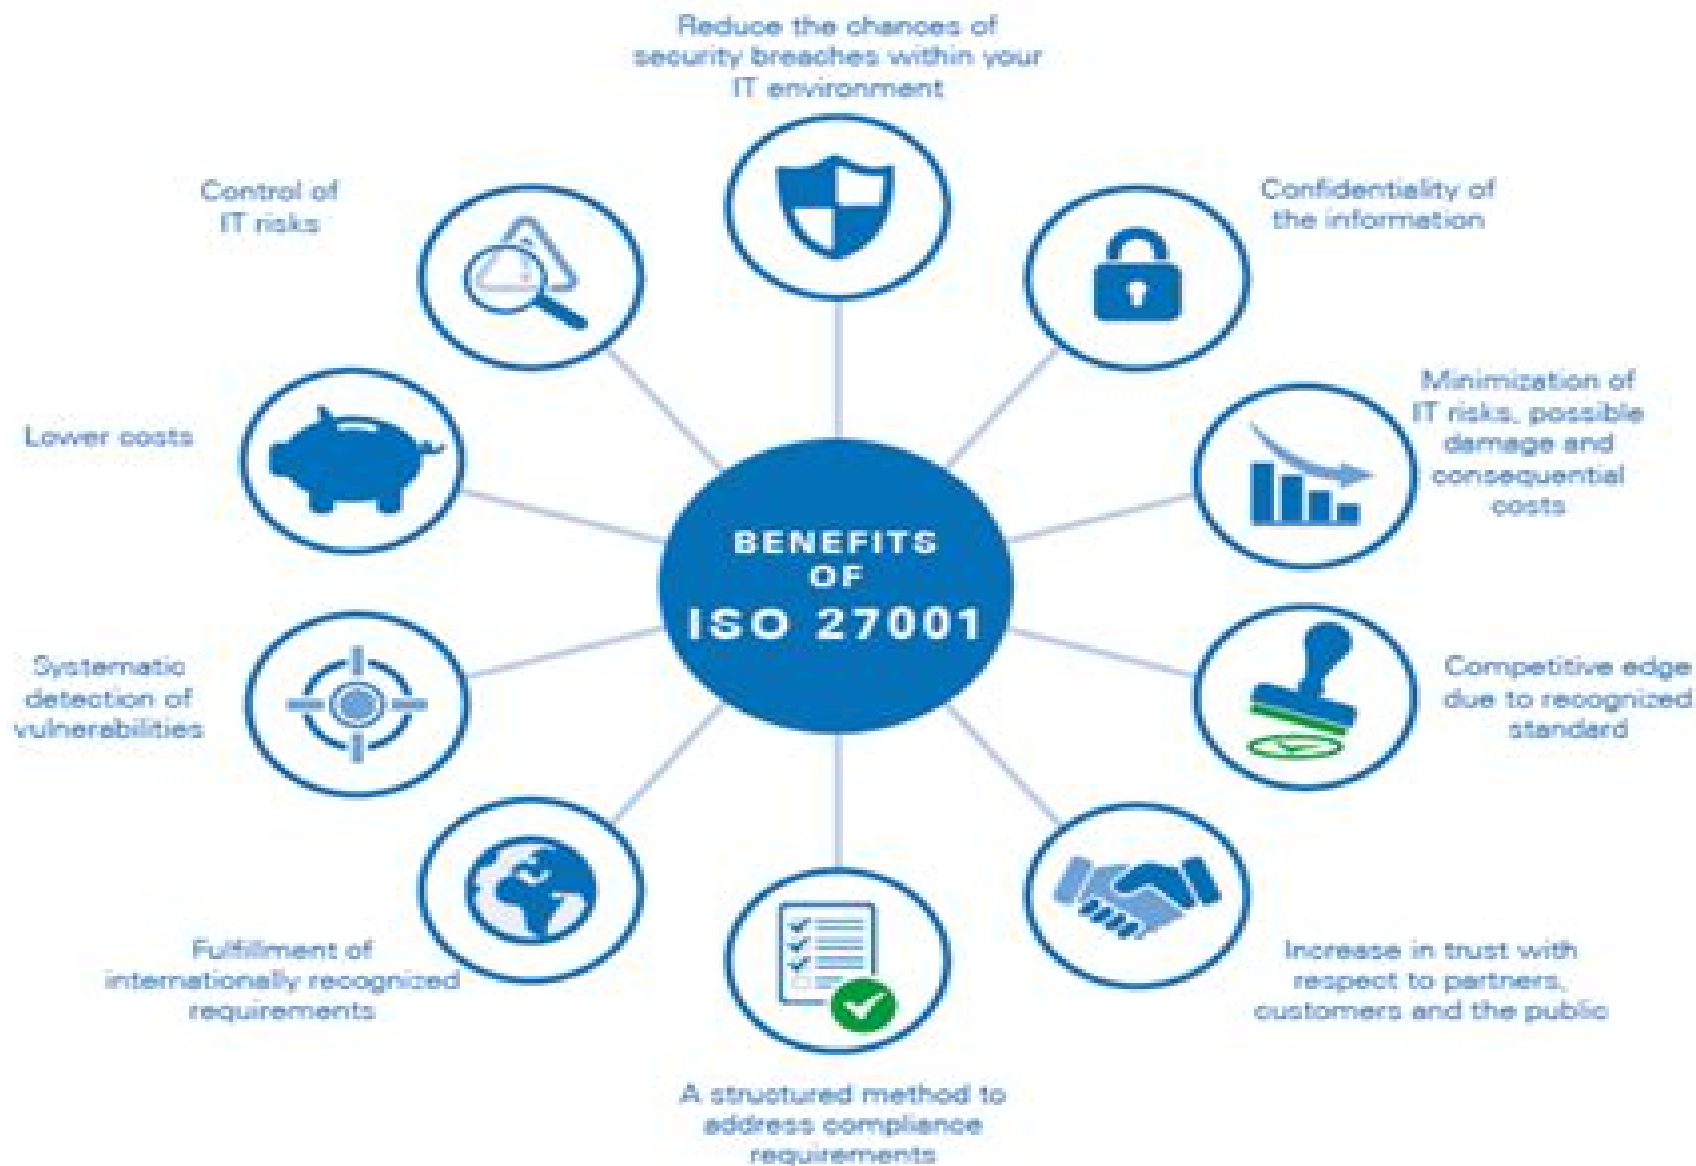 Reduce the chances of
security breaches within your
IT environment
Control of
IT risks
Confidentiality of
the information
Minimization of
IT risks, possible
damage and
consequential
costs
Lower costs
BENEFITS
OF
ISO 27001
Systematic
detection of
vulnerabilities
Competitive edge
due to recognized
standard
Fulfillment of
internationally recognized
requirements
Increase in trust with
respect to partners,
customers and the public
A structured method to
address compliance
requirements